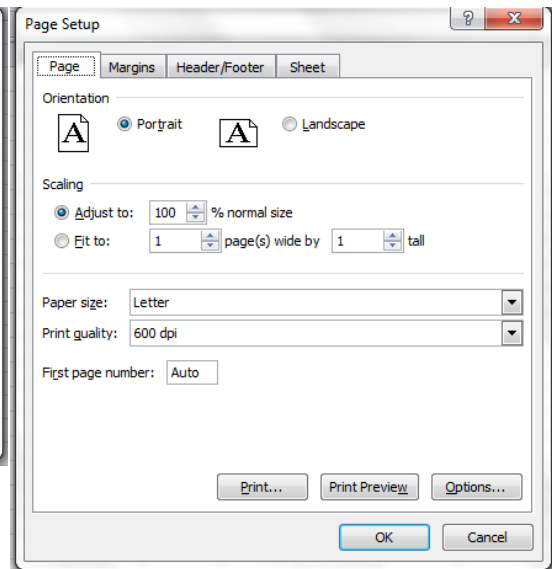 Page Setup
? X
Page Margins Header/Footer Sheet
Orientation
A Portrait A Landscape
Scaling
Adjust to: 100 % normal size
Fit to: 1 page(s) wide by 1 tall
Paper size: Letter
Print quality: 600 dpi
First page number: Auto
Print... Print Preview Options...
OK Cancel